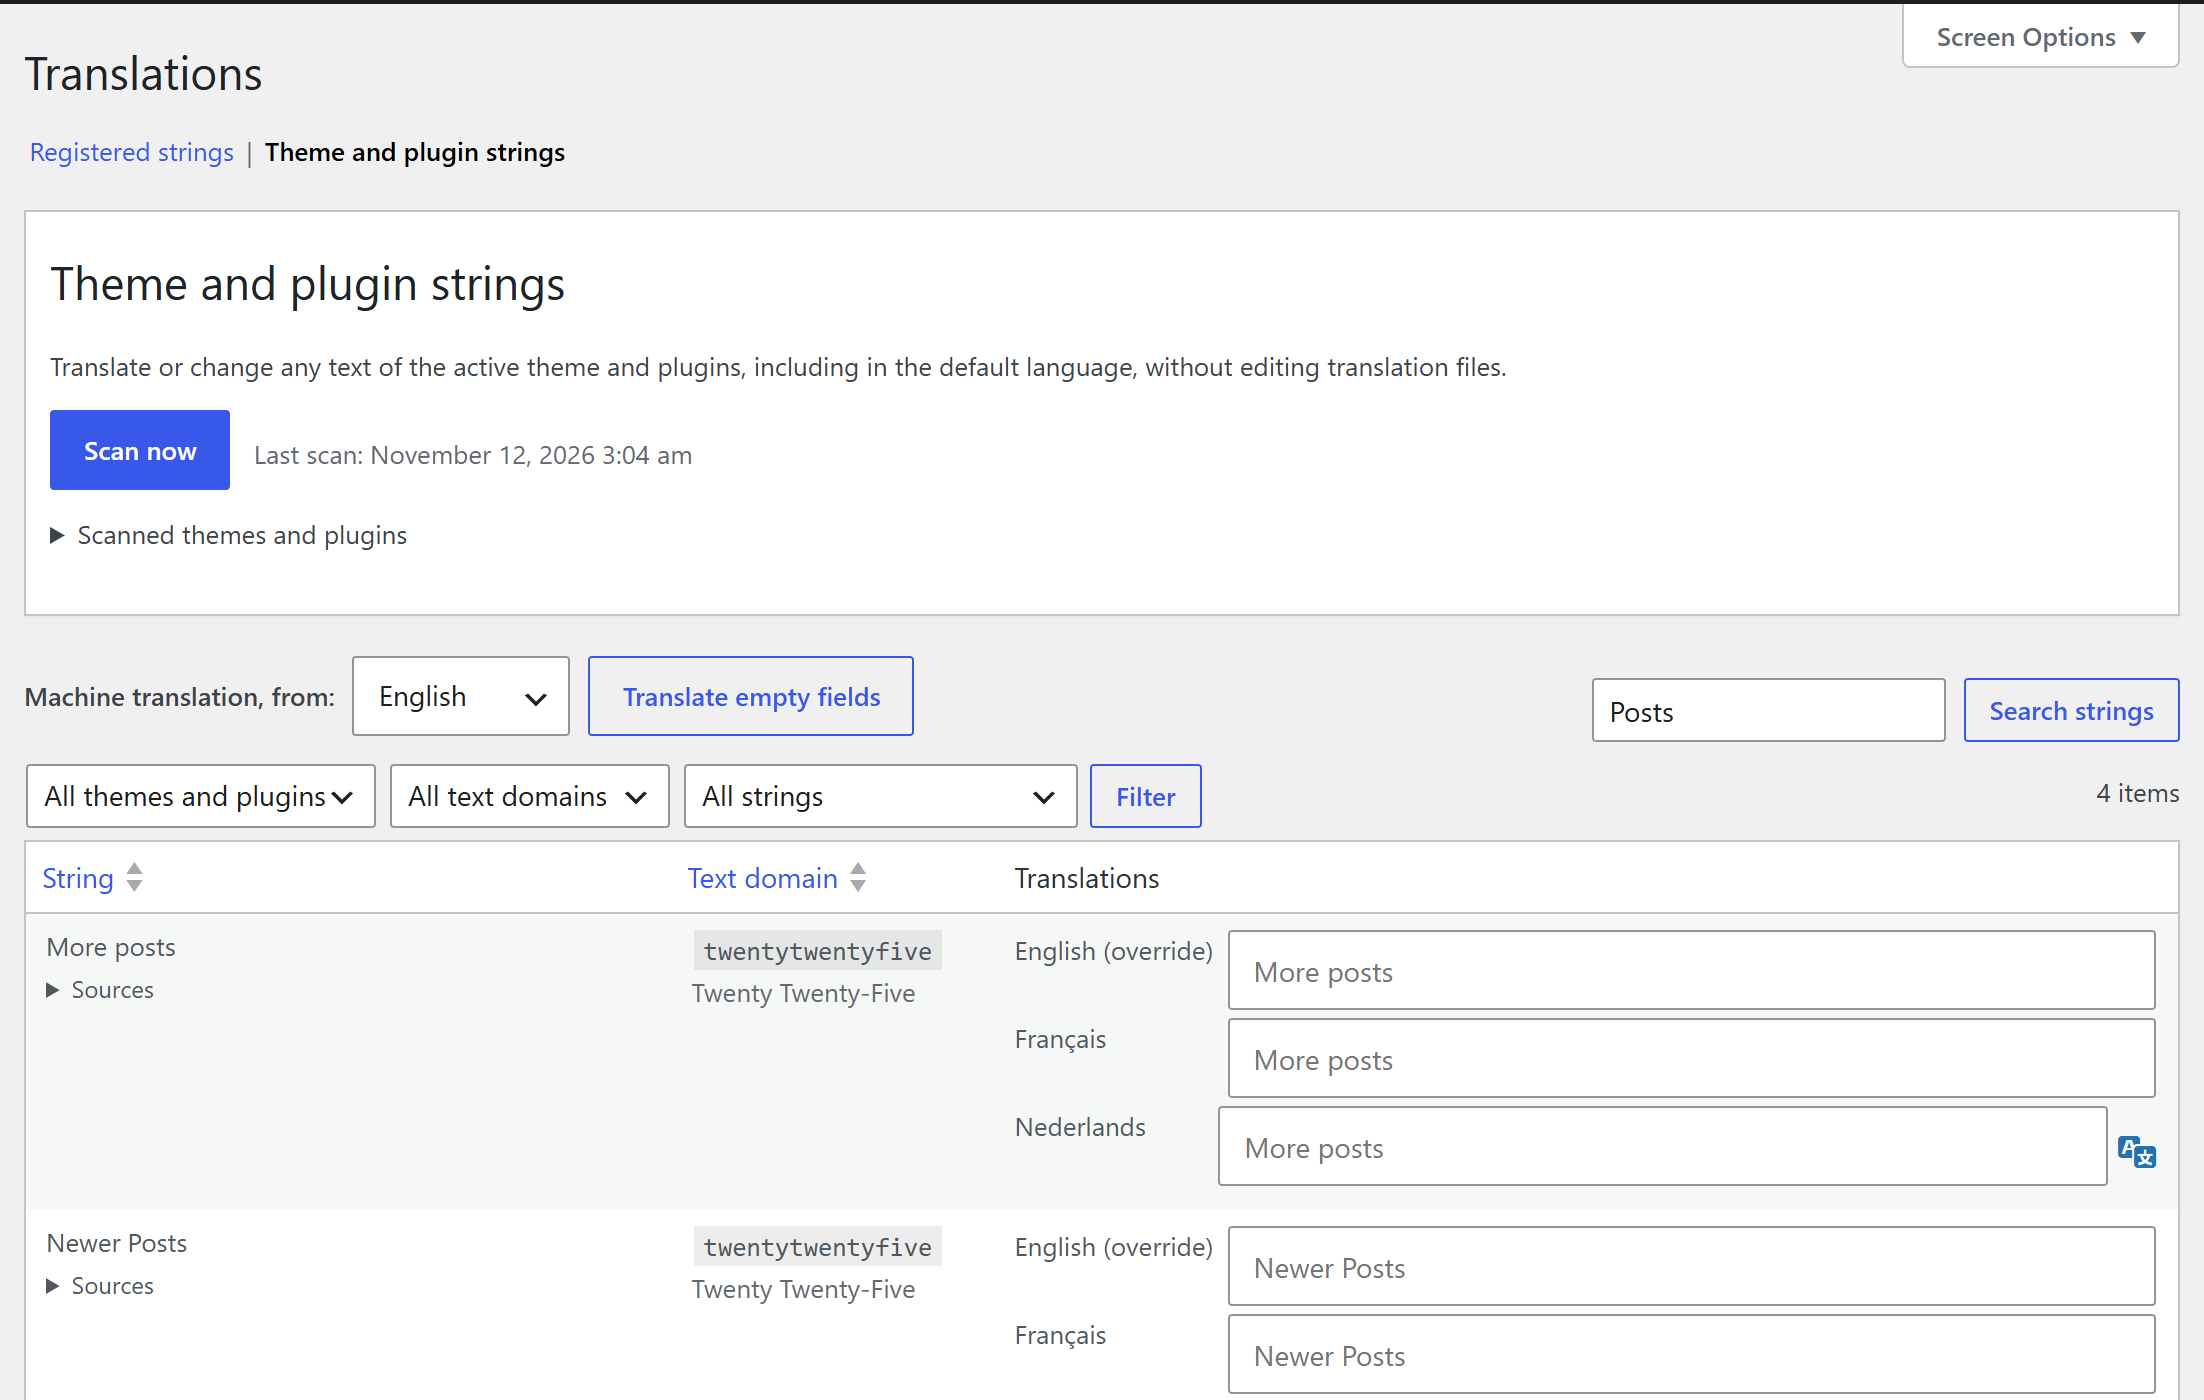 Screen Options
Translations
Registered strings | Theme and plugin strings
Theme and plugin strings
Translate or change any text of the active theme and plugins, including in the default language, without editing translation files.
Scan now
Last scan: November 12, 2026 3:04 am
Scanned themes and plugins
Machine translation, from: English Translate empty fields
Posts Search strings
All themes and plugins All text domains All strings Filter
4 items
String Text domain Translations
More posts
Sources
twentytwentyfive
Twenty Twenty-Five
English (override) More posts
Français More posts
Nederlands More posts
A文
Newer Posts
Sources
twentytwentyfive
Twenty Twenty-Five
English (override) Newer Posts
Français Newer Posts